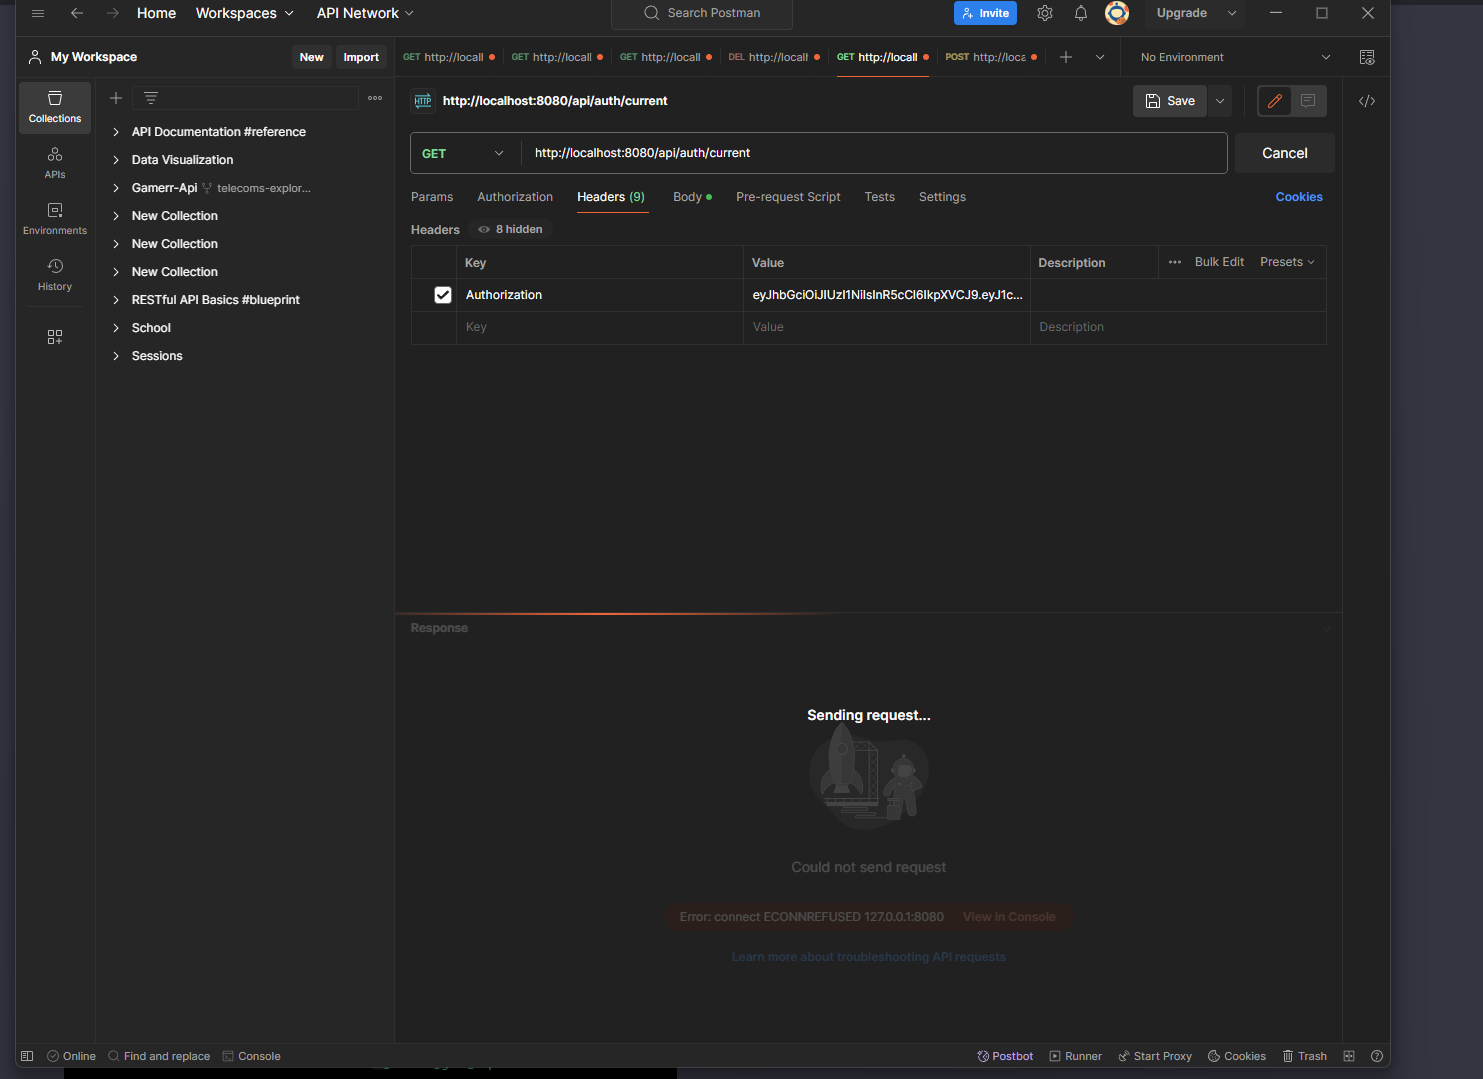 Home Workspaces API Network Search Postman Invite Upgrade
My Workspace New Import
GET http://locall GET http://locall GET http://locall DEL http://locall GET http://locall POST http://loca No Environment
Collections
APIs
Environments
History
API Documentation #reference
Data Visualization
Gamerr-Api telecoms-explor...
New Collection
New Collection
New Collection
RESTful API Basics #blueprint
School
Sessions
HTTP http://localhost:8080/api/auth/current Save
GET http://localhost:8080/api/auth/current Cancel
Params Authorization Headers (9) Body Pre-request Script Tests Settings Cookies
Headers 8 hidden
Key Value Description Bulk Edit Presets
Authorization eyJhbGciOiJIUzI1NiIsInR5cCI6IkpXVCJ9.eyJ1c...
Key Value Description
Response
Sending request...
Could not send request
Error: connect ECONNREFUSED 127.0.0.1:8080 View in Console
Learn more about troubleshooting API requests
Online Find and replace Console Postbot Runner Start Proxy Cookies Trash